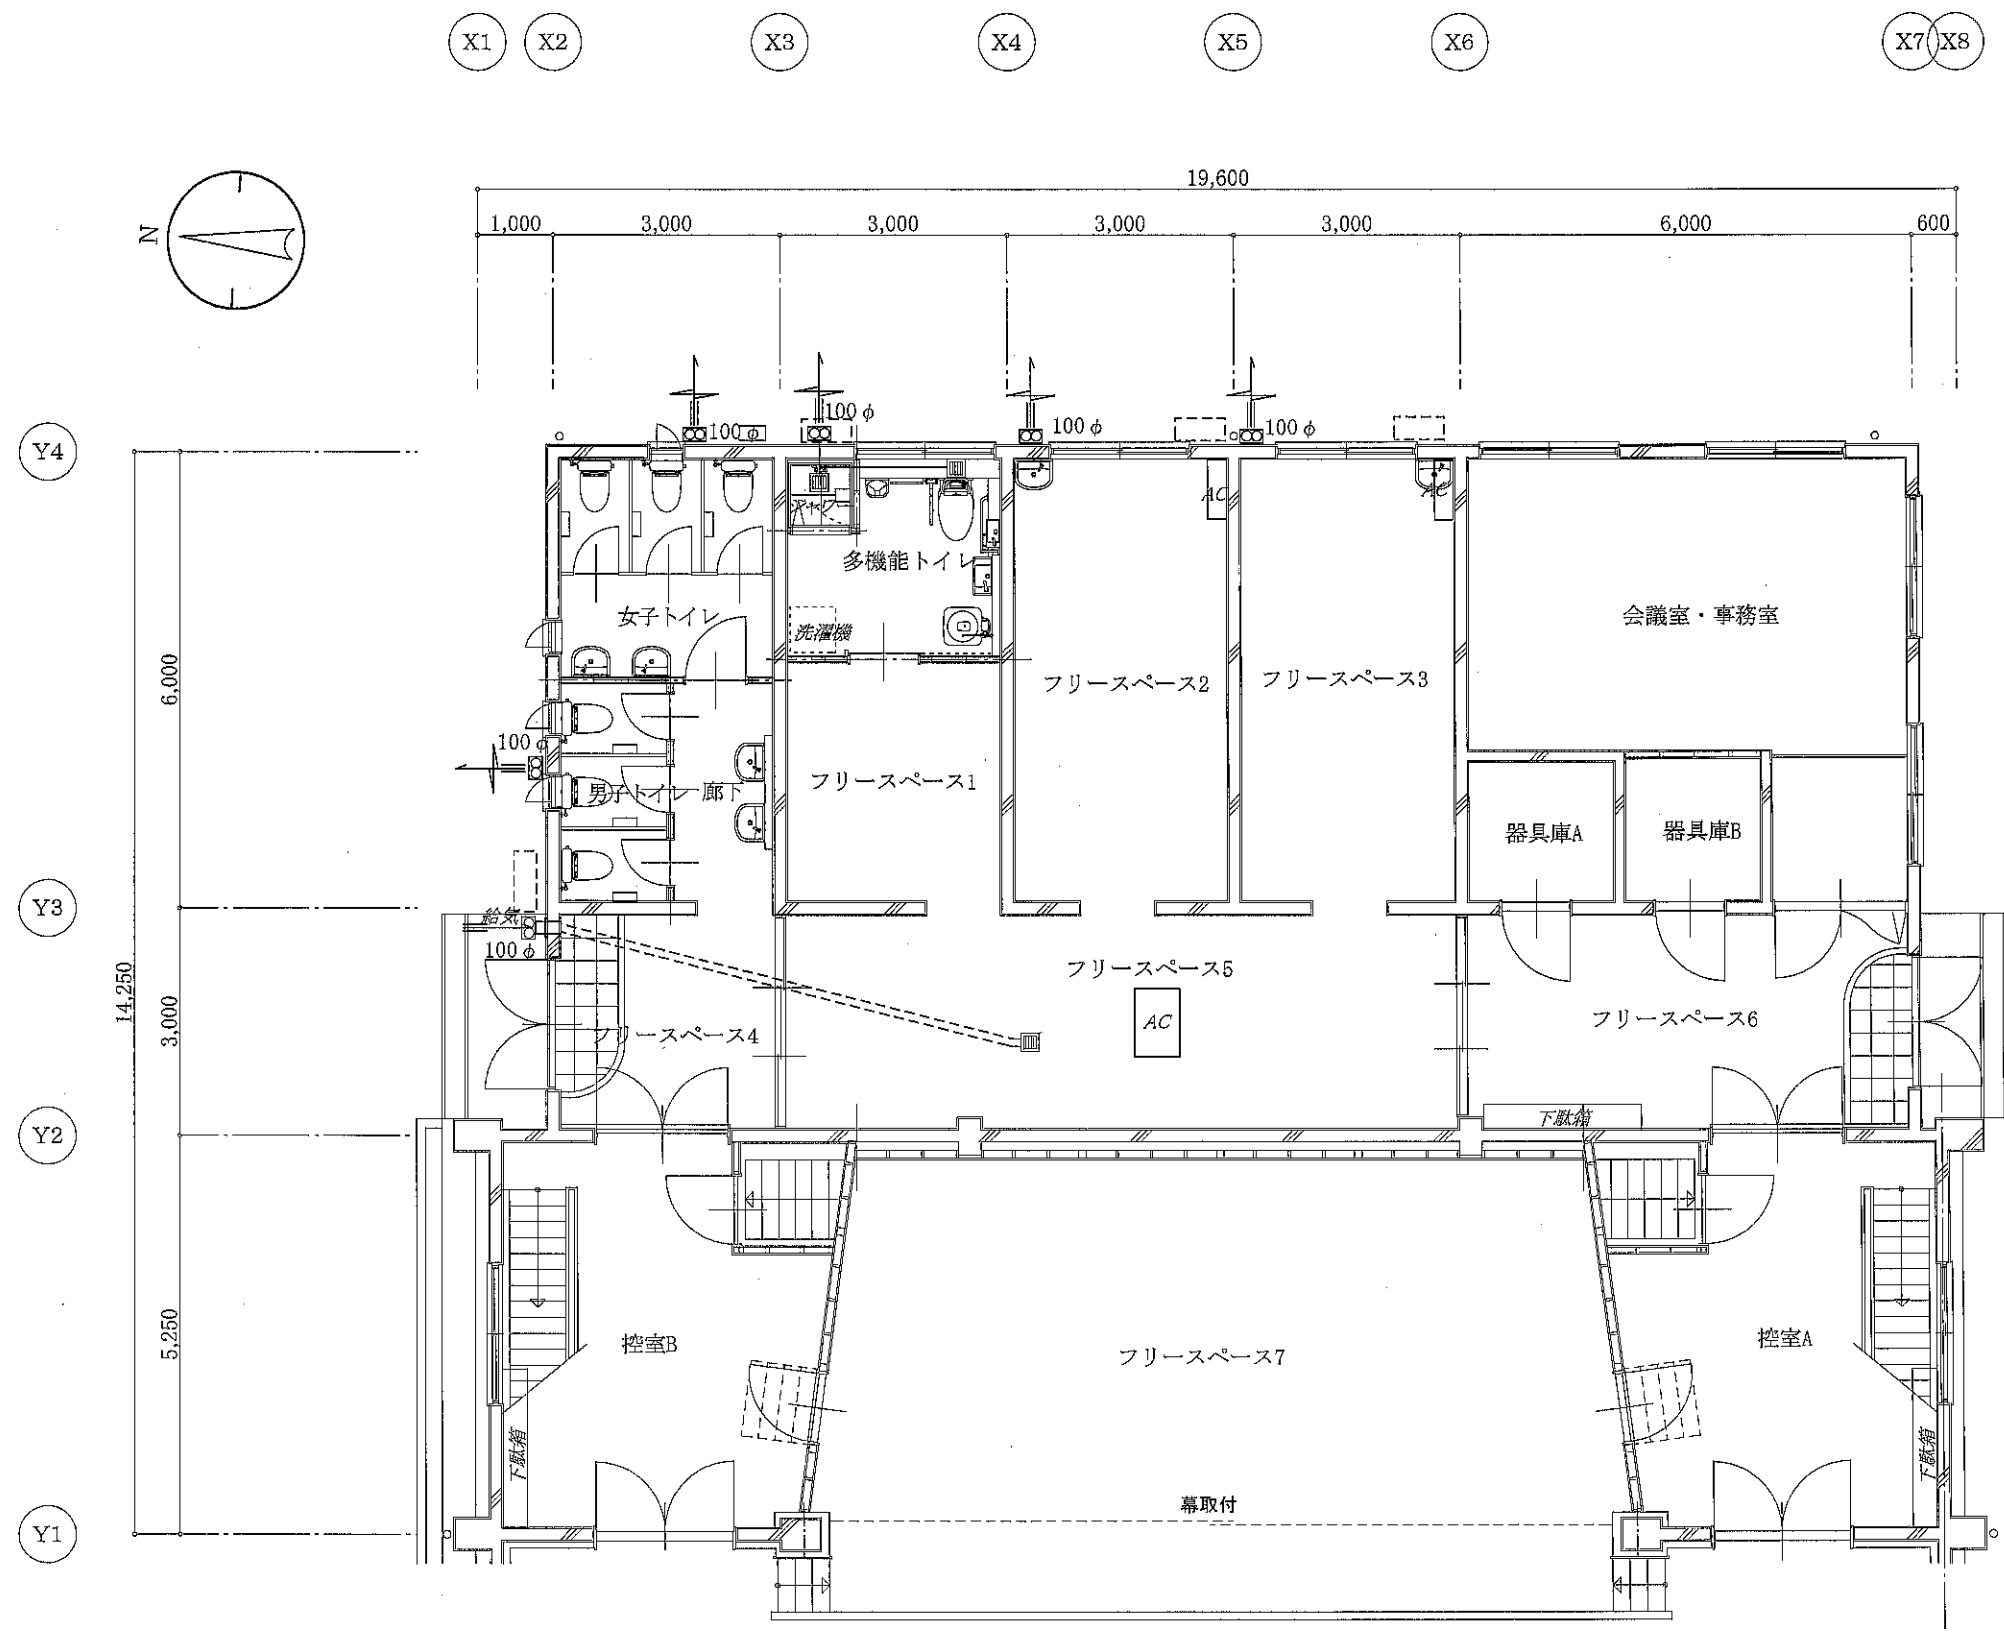 X1 X2 X3 X4 X5 X6 X7 X8
19,600
1,000 3,000 3,000 3,000 3,000 6,000 600
N
100φ
100φ
100φ
100φ
Y4
AC
AC
多機能トイレ
女子トイレ
洗濯機
会議室・事務室
6,000
フリースペース2
フリースペース3
100φ
フリースペース1
男子トイレ
廊下
器具庫A
器具庫B
Y3
給気
100φ
14,250
3,000
フリースペース5
AC
フリースペース4
フリースペース6
下駄箱
Y2
5,250
控室B
フリースペース7
控室A
下駄箱
下駄箱
幕取付
Y1